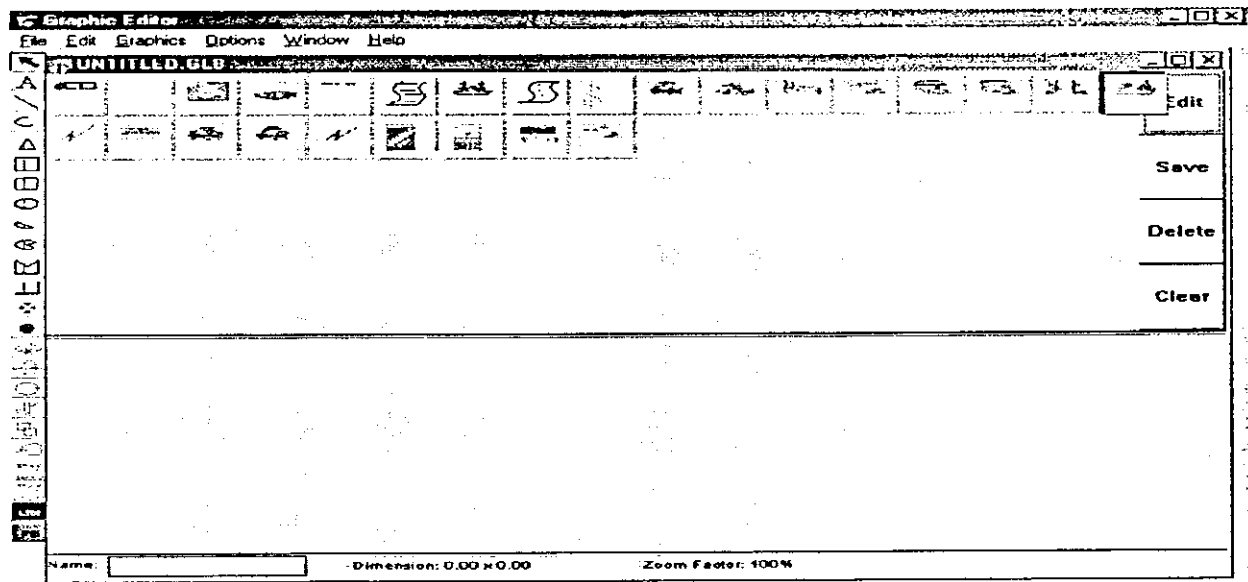 Graphic Editor
File Edit Graphics Options Window Help
UNTITLED.GLB
A
Edit
Save
Delete
Clear
Name: Dimension: 0.00 x 0.00 Zoom Factor: 100%